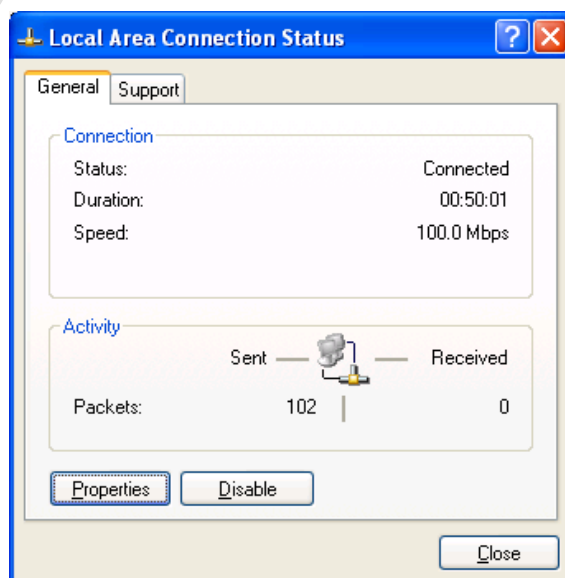 Local Area Connection Status
General Support
Connection
Status: Connected
Duration: 00:50:01
Speed: 100.0 Mbps
Activity
Sent Received
Packets: 102 0
Properties Disable
Close